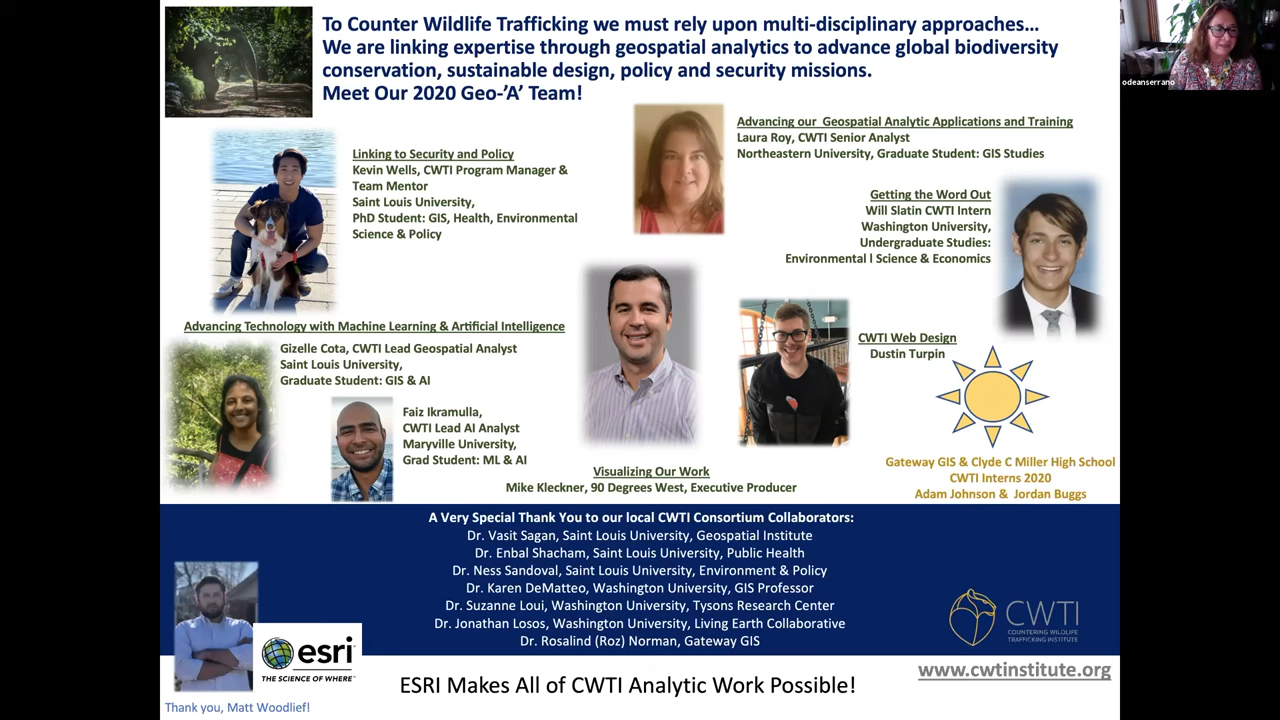 To Counter Wildlife Trafficking we must rely upon multi-disciplinary approaches…
We are linking expertise through geospatial analytics to advance global biodiversity
conservation, sustainable design, policy and security missions.
Meet Our 2020 Geo-’A’ Team!
odeanserrano
Advancing our  Geospatial Analytic Applications and Training
Laura Roy, CWTI Senior Analyst
Northeastern University, Graduate Student: GIS Studies
Linking to Security and Policy
Kevin Wells, CWTI Program Manager &
Team Mentor
Saint Louis University,
PhD Student: GIS, Health, Environmental
Science & Policy
Getting the Word Out
Will Slatin CWTI Intern
Washington University,
Undergraduate Studies:
Environmental l Science & Economics
Advancing Technology with Machine Learning & Artificial Intelligence
Gizelle Cota, CWTI Lead Geospatial Analyst
Saint Louis University,
Graduate Student: GIS & AI
Faiz Ikramulla,
CWTI Lead AI Analyst
Maryville University,
Grad Student: ML & AI
CWTI Web Design
Dustin Turpin
Visualizing Our Work
Mike Kleckner, 90 Degrees West, Executive Producer
Gateway GIS & Clyde C Miller High School
CWTI Interns 2020
Adam Johnson &  Jordan Buggs
A Very Special Thank You to our local CWTI Consortium Collaborators:
Dr. Vasit Sagan, Saint Louis University, Geospatial Institute
Dr. Enbal Shacham, Saint Louis University, Public Health
Dr. Ness Sandoval, Saint Louis University, Environment & Policy
Dr. Karen DeMatteo, Washington University, GIS Professor
Dr. Suzanne Loui, Washington University, Tysons Research Center
Dr. Jonathan Losos, Washington University, Living Earth Collaborative
Dr. Rosalind (Roz) Norman, Gateway GIS
CWTI
COUNTERING WILDLIFE
TRAFFICKING INSTITUTE
esri
THE SCIENCE OF WHERE
www.cwtinstitute.org
ESRI Makes All of CWTI Analytic Work Possible!
Thank you, Matt Woodlief!